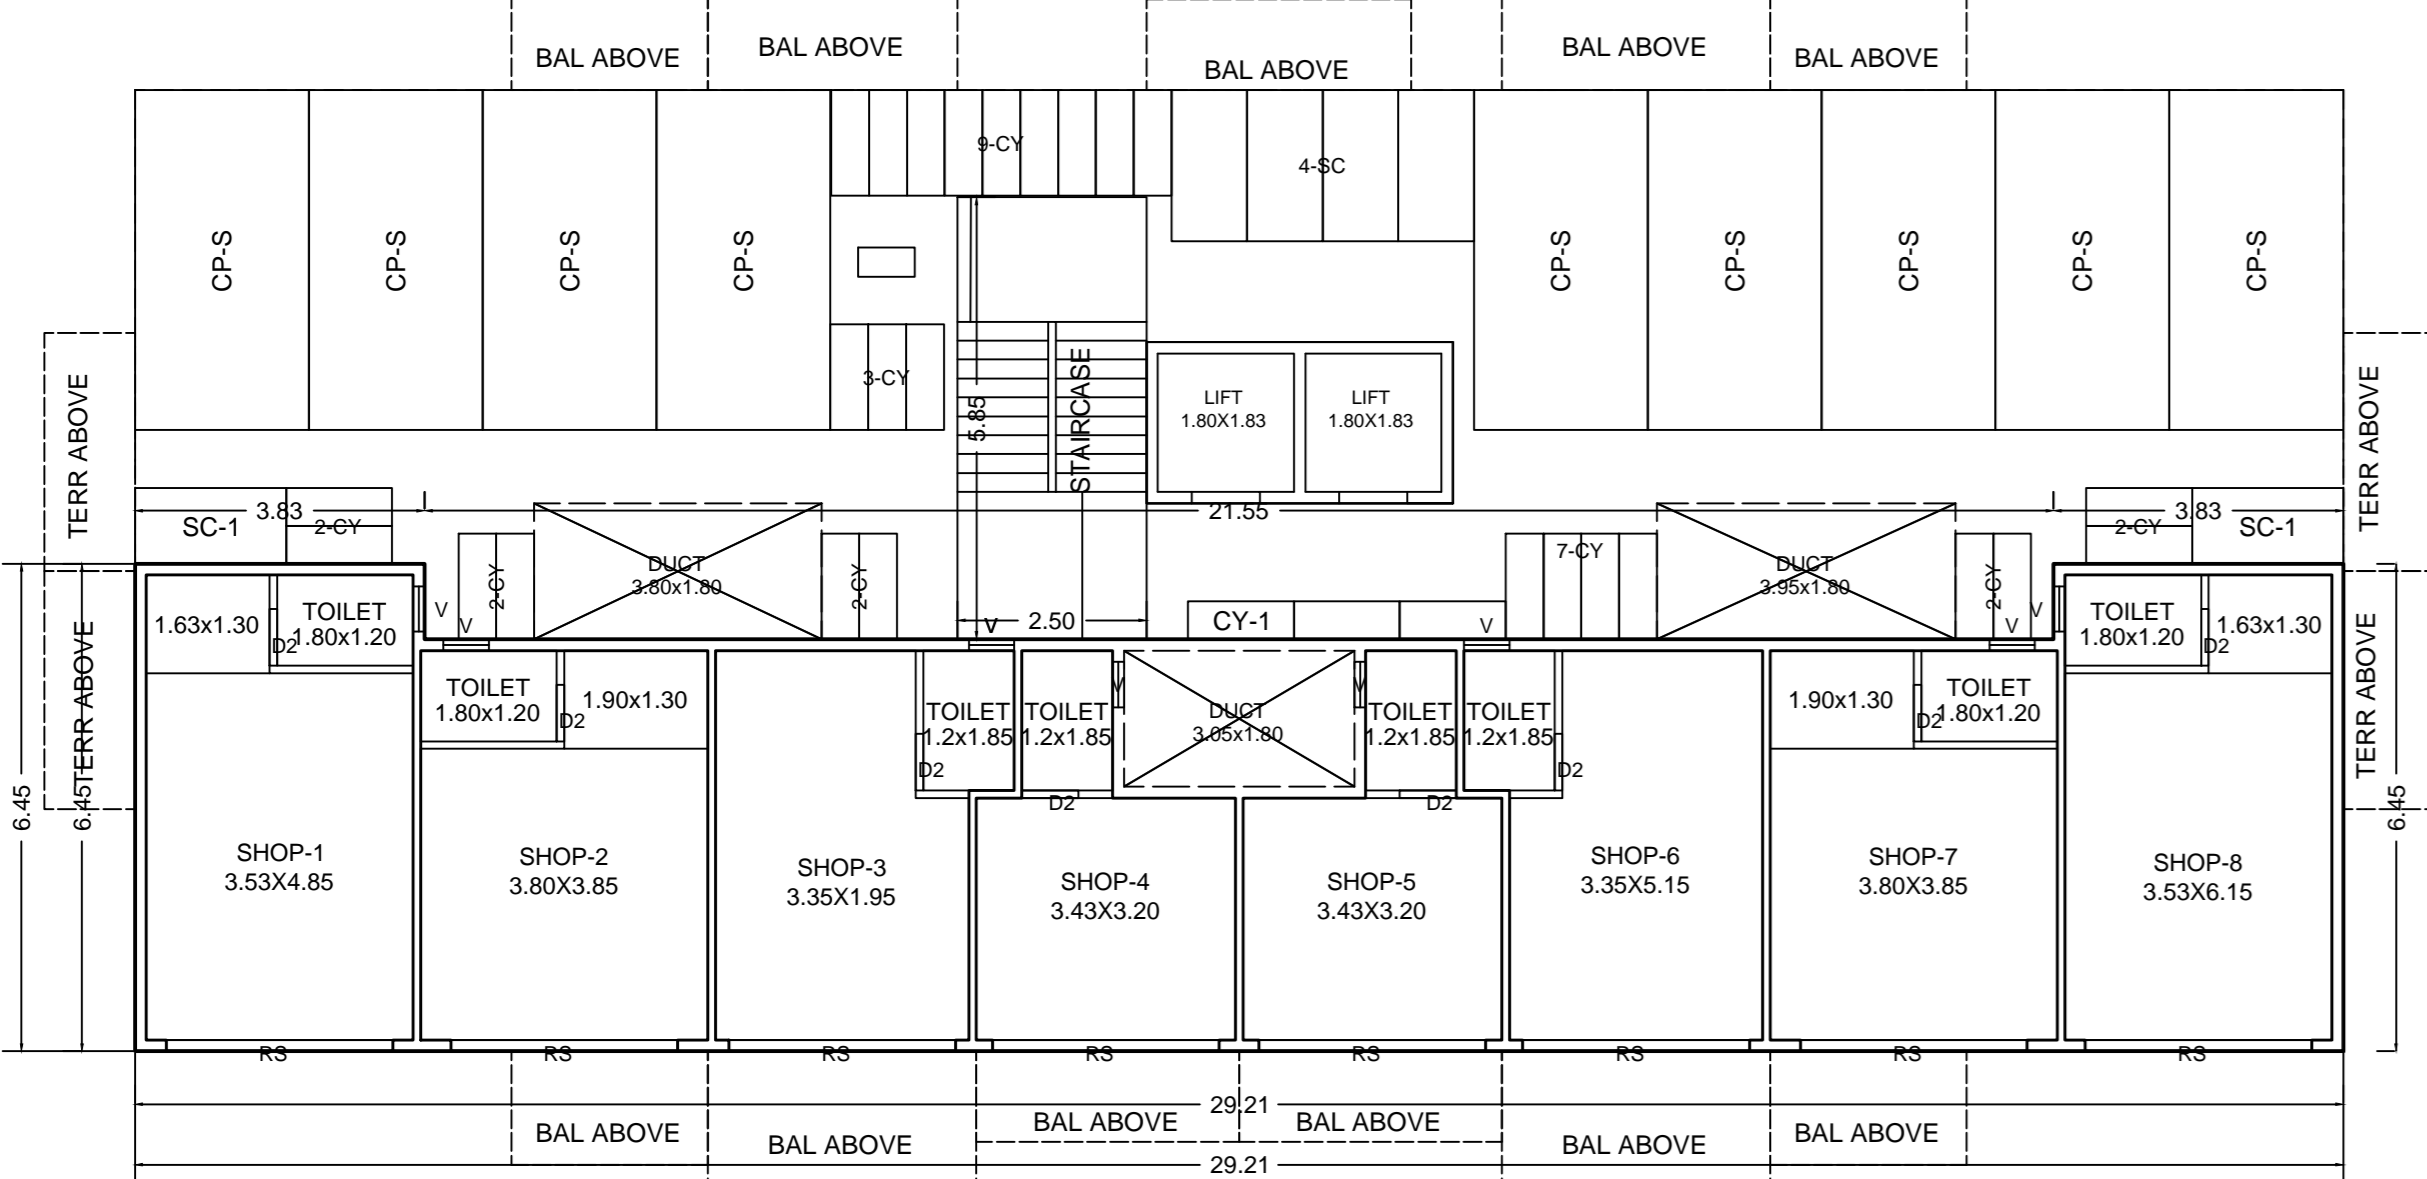 BAL ABOVE
BAL ABOVE
BAL ABOVE
BAL ABOVE
BAL ABOVE
9-CY
4-SC
CP-S
CP-S
CP-S
CP-S
CP-S
CP-S
CP-S
CP-S
CP-S
3-CY
5.85
STAIRCASE
LIFT
1.80X1.83
LIFT
1.80X1.83
TERR ABOVE
TERR ABOVE
SC-1
3.83
2-CY
21.55
2-CY
3.83
SC-1
2-CY
DUCT
3.80x1.80
2-CY
7-CY
DUCT
3.95x1.80
2-CY
1.63x1.30
D2
TOILET
1.80x1.20
V
V
2.50
V
CY-1
V
V
V
TOILET
1.80x1.20
D2
1.63x1.30
TERR ABOVE
TERR ABOVE
6.45
6.45
6.45
TOILET
1.80x1.20
D2
1.90x1.30
TOILET
1.2x1.85
D2
TOILET
1.2x1.85
D2
V
DUCT
3.05x1.80
V
TOILET
1.2x1.85
D2
TOILET
1.2x1.85
D2
1.90x1.30
D2
TOILET
1.80x1.20
SHOP-1
3.53X4.85
SHOP-2
3.80X3.85
SHOP-3
3.35X1.95
SHOP-4
3.43X3.20
SHOP-5
3.43X3.20
SHOP-6
3.35X5.15
SHOP-7
3.80X3.85
SHOP-8
3.53X6.15
RS
RS
RS
RS
RS
RS
RS
RS
29.21
BAL ABOVE
BAL ABOVE
BAL ABOVE
BAL ABOVE
BAL ABOVE
BAL ABOVE
29.21